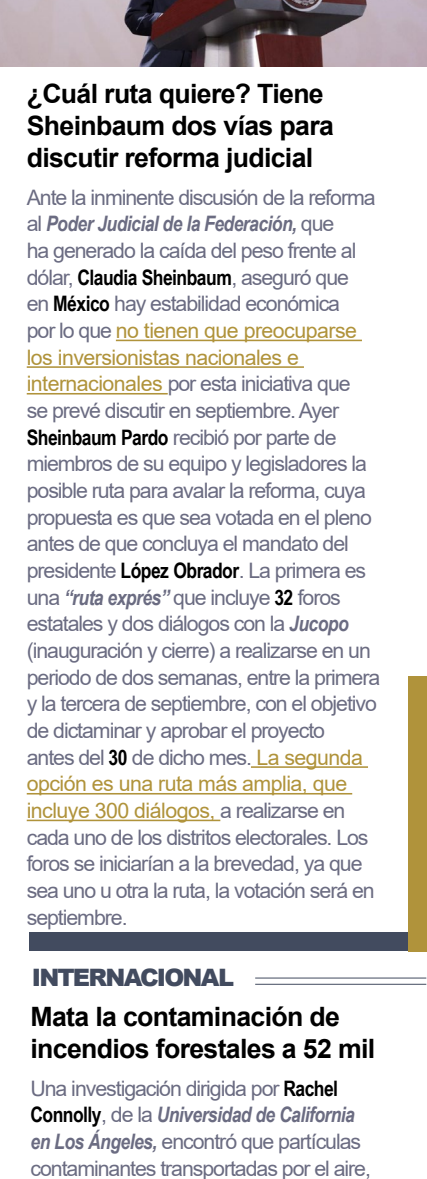 ¿Cuál ruta quiere? Tiene
Sheinbaum dos vías para
discutir reforma judicial
Ante la inminente discusión de la reforma
al Poder Judicial de la Federación, que
ha generado la caída del peso frente al
dólar, Claudia Sheinbaum, aseguró que
en México hay estabilidad económica
por lo que no tienen que preocuparse
los inversionistas nacionales e
internacionales por esta iniciativa que
se prevé discutir en septiembre. Ayer
Sheinbaum Pardo recibió por parte de
miembros de su equipo y legisladores la
posible ruta para avalar la reforma, cuya
propuesta es que sea votada en el pleno
antes de que concluya el mandato del
presidente López Obrador. La primera es
una “ruta exprés” que incluye 32 foros
estatales y dos diálogos con la Jucopo
(inauguración y cierre) a realizarse en un
periodo de dos semanas, entre la primera
y la tercera de septiembre, con el objetivo
de dictaminar y aprobar el proyecto
antes del 30 de dicho mes. La segunda
opción es una ruta más amplia, que
incluye 300 diálogos, a realizarse en
cada uno de los distritos electorales. Los
foros se iniciarían a la brevedad, ya que
sea uno u otra la ruta, la votación será en
septiembre.
INTERNACIONAL
Mata la contaminación de
incendios forestales a 52 mil
Una investigación dirigida por Rachel
Connolly, de la Universidad de California
en Los Ángeles, encontró que partículas
contaminantes transportadas por el aire,